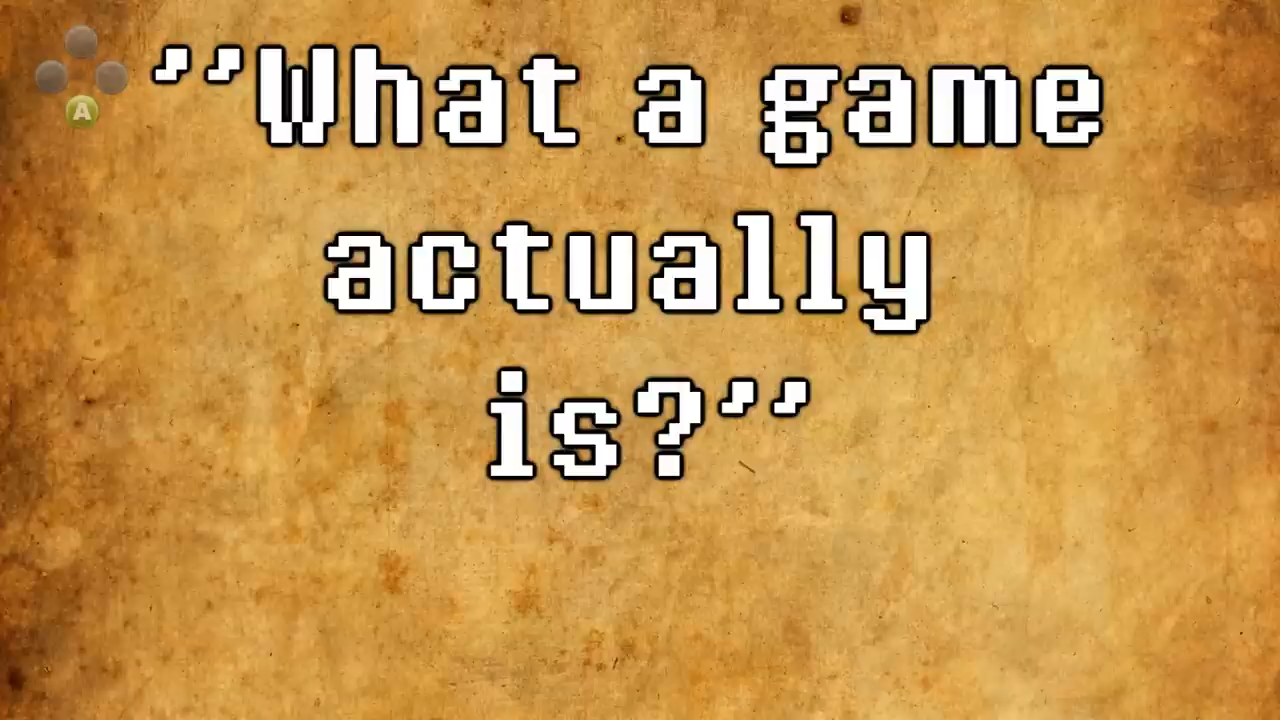 A
’’What a game
actually
is?’’